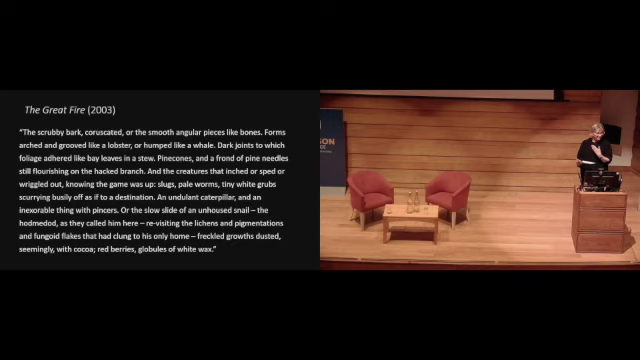 The Great Fire (2003)
"The scrubby bark, coruscated, or the smooth angular pieces like bones. Forms
arched and grooved like a lobster, or humped like a whale. Dark joints to which
foliage adhered like bay leaves in a stew. Pinecones, and a frond of pine needles
still flourishing on the hacked branch. And the creatures that inched or sped or
wriggled out, knowing the game was up: slugs, pale worms, tiny white grubs
scurrying busily off as if to a destination. An undulant caterpillar, and an
inexorable thing with pincers. Or the slow slide of an unhoused snail – the
hodmedod, as they called him here – re-visiting the lichens and pigmentations
and fungoid flakes that had clung to his only home – freckled growths dusted,
seemingly, with cocoa; red berries, globules of white wax."